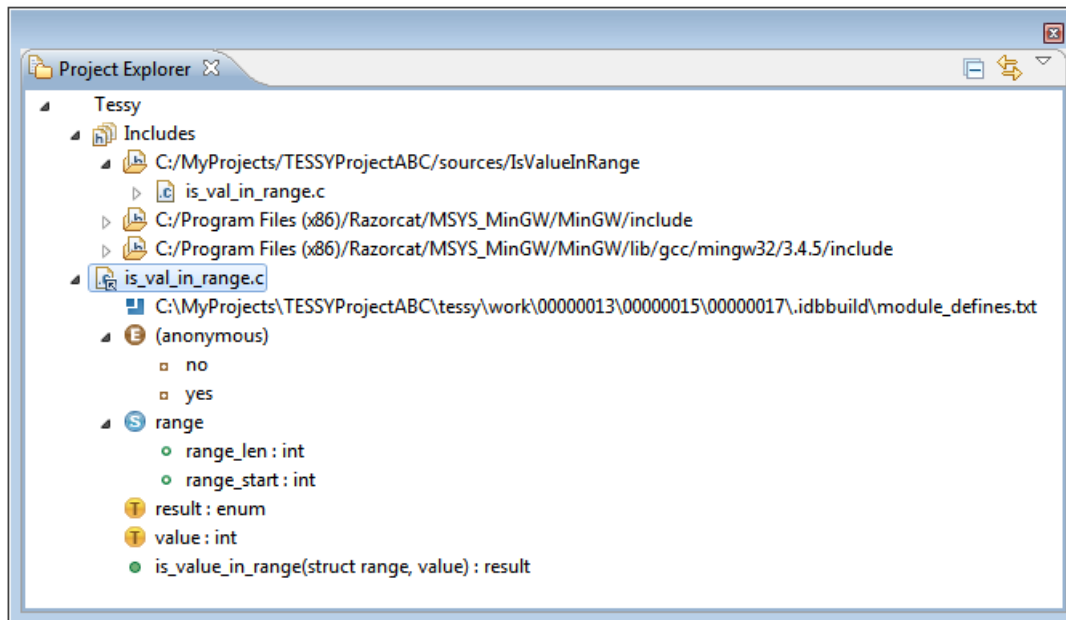 Project Explorer
Tessy
Includes
C:/MyProjects/TESSYProjectABC/sources/IsValueInRange
is_val_in_range.c
C:/Program Files (x86)/Razorcat/MSYS_MinGW/MinGW/include
C:/Program Files (x86)/Razorcat/MSYS_MinGW/MinGW/lib/gcc/mingw32/3.4.5/include
is_val_in_range.c
C:\MyProjects\TESSYProjectABC\tessy\work\00000013\00000015\00000017\.idbbuild\module_defines.txt
(anonymous)
no
yes
range
range_len : int
range_start : int
result : enum
value : int
is_value_in_range(struct range, value) : result